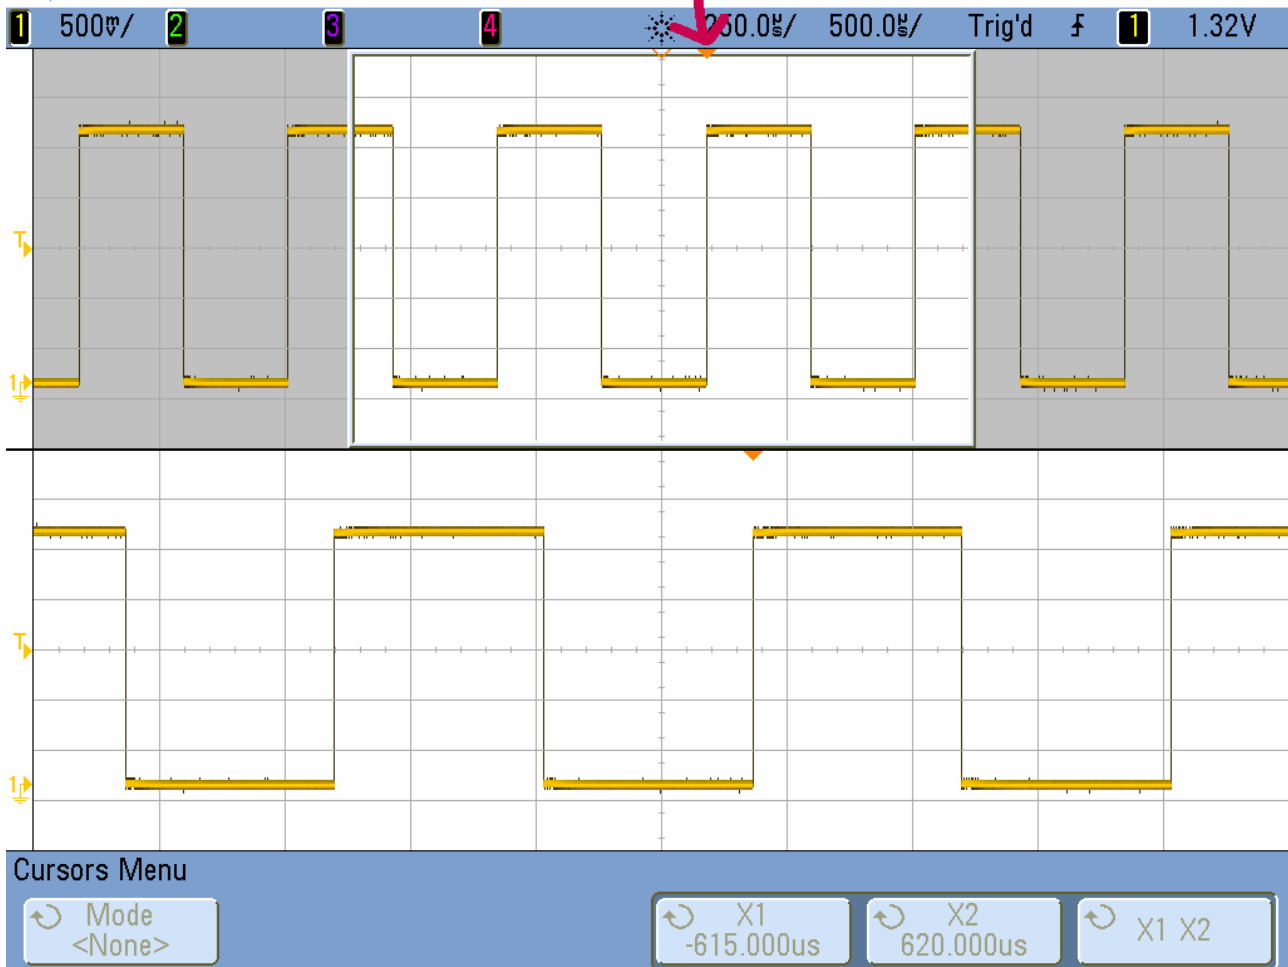 1 500mV/ 2 3 4 250.0us/ 500.0us/ Trig'd 1 1.32V
T
1
T
1
Cursors Menu
Mode
<None>
X1
-615.000us
X2
620.000us
X1 X2